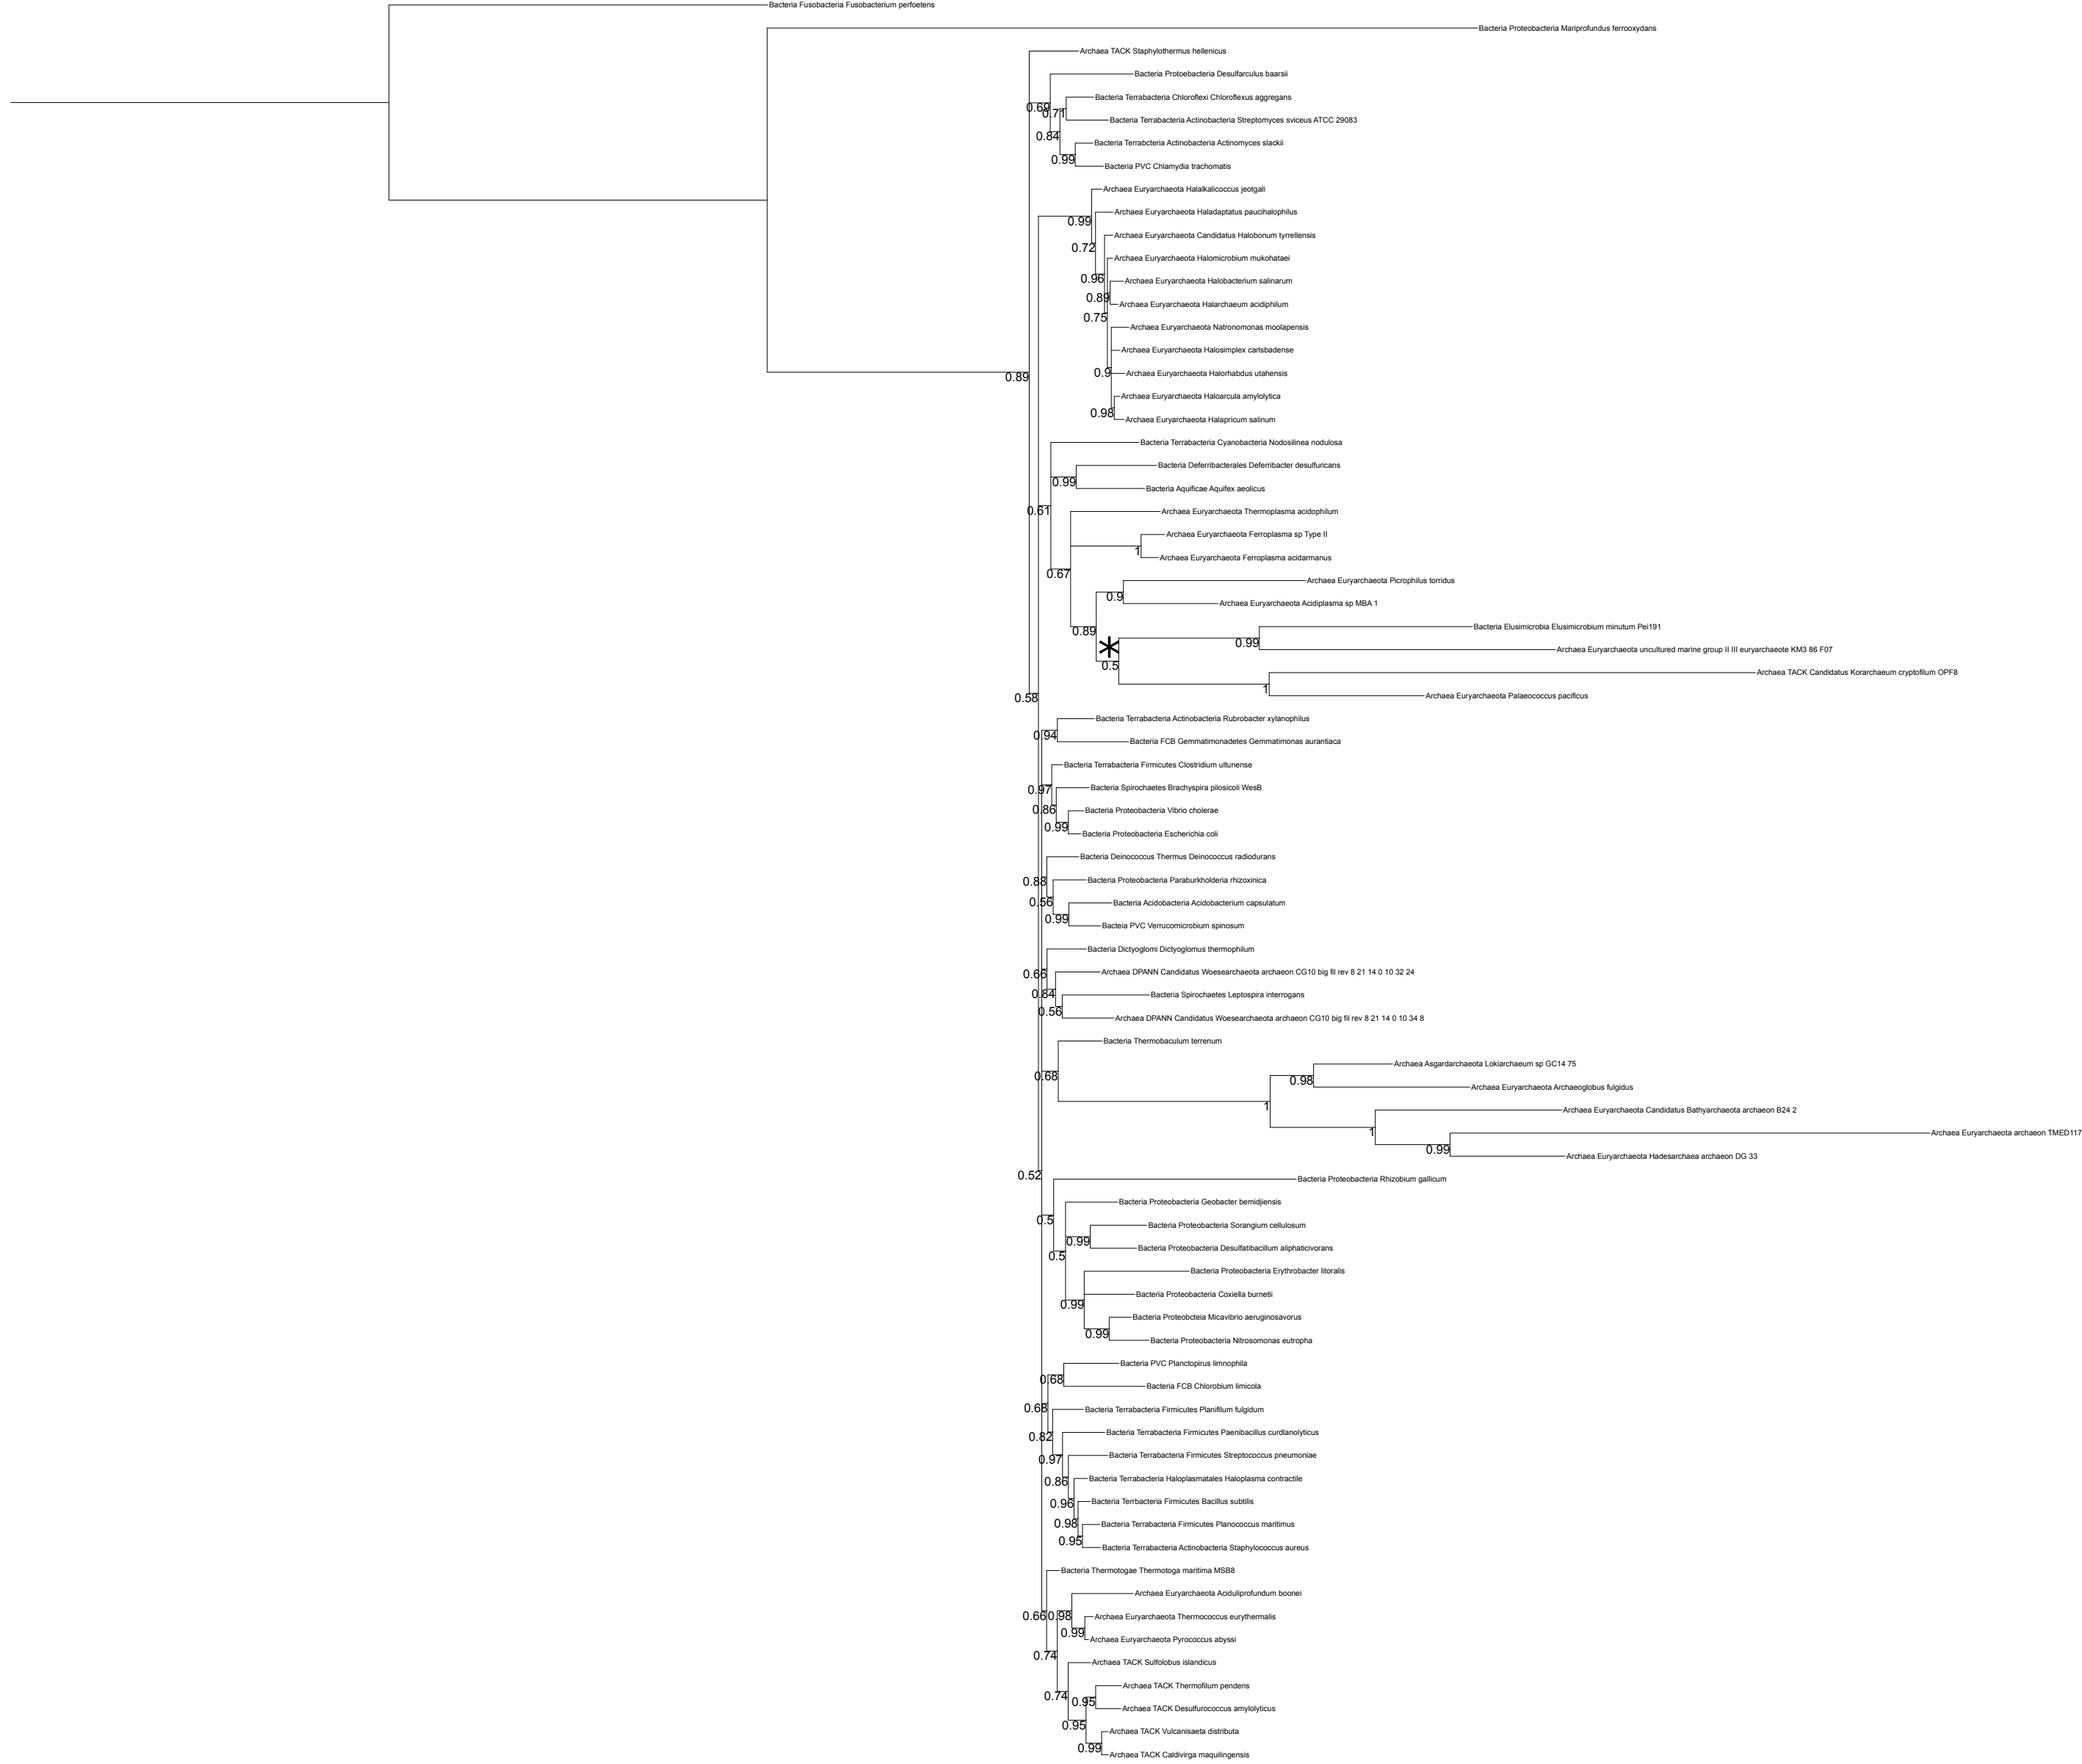 Bacteria Fusobacteria Fusobacterium perfoetens
Bacteria Proteobacteria Mariprofundus ferrooxydans
Archaea TACK Staphylothermus hellenicus
Bacteria Protoebacteria Desulfarculus baarsii
Bacteria Terrabacteria Chloroflexi Chloroflexus aggregans
0.69
0.71
Bacteria Terrabacteria Actinobacteria Streptomyces sviceus ATCC 29083
0.84
Bacteria Terrabcteria Actinobacteria Actinomyces slackii
0.99
Bacteria PVC Chlamydia trachomatis
Archaea Euryarchaeota Halalkalicoccus jeotgali
Archaea Euryarchaeota Haladaptatus paucihalophilus
0.99
Archaea Euryarchaeota Candidatus Halobonum tyrrellensis
0.72
Archaea Euryarchaeota Halomicrobium mukohataei
0.96
Archaea Euryarchaeota Halobacterium salinarum
0.89
Archaea Euryarchaeota Halarchaeum acidiphilum
0.75
Archaea Euryarchaeota Natronomonas moolapensis
Archaea Euryarchaeota Halosimplex carlsbadense
0.9
Archaea Euryarchaeota Halorhabdus utahensis
0.89
Archaea Euryarchaeota Haloarcula amylolytica
0.98
Archaea Euryarchaeota Halapricum salinum
Bacteria Terrabacteria Cyanobacteria Nodosilinea nodulosa
Bacteria Deferribacterales Deferribacter desulfuricans
0.99
Bacteria Aquificae Aquifex aeolicus
0.61
Archaea Euryarchaeota Thermoplasma acidophilum
Archaea Euryarchaeota Ferroplasma sp Type II
1
Archaea Euryarchaeota Ferroplasma acidarmanus
0.67
Archaea Euryarchaeota Picrophilus torridus
0.9
Archaea Euryarchaeota Acidiplasma sp MBA 1
Bacteria Elusimicrobia Elusimicrobium minutum Pei191
0.89
0.99
*
Archaea Euryarchaeota uncultured marine group II III euryarchaeote KM3 86 F07
0.5
Archaea TACK Candidatus Korarchaeum cryptofilum OPF8
1
Archaea Euryarchaeota Palaeococcus pacificus
0.58
Bacteria Terrabacteria Actinobacteria Rubrobacter xylanophilus
0.94
Bacteria FCB Gemmatimonadetes Gemmatimonas aurantiaca
Bacteria Terrabacteria Firmicutes Clostridium ultunense
0.97
Bacteria Spirochaetes Brachyspira pilosicoli WesB
0.86
Bacteria Proteobacteria Vibrio cholerae
0.99
Bacteria Proteobacteria Escherichia coli
Bacteria Deinococcus Thermus Deinococcus radiodurans
0.88
Bacteria Proteobacteria Paraburkholderia rhizoxinica
0.56
Bacteria Acidobacteria Acidobacterium capsulatum
0.99
Bacteia PVC Verrucomicrobium spinosum
Bacteria Dictyoglomi Dictyoglomus thermophilum
0.66
Archaea DPANN Candidatus Woesearchaeota archaeon CG10 big fil rev 8 21 14 0 10 32 24
0.84
Bacteria Spirochaetes Leptospira interrogans
0.56
Archaea DPANN Candidatus Woesearchaeota archaeon CG10 big fil rev 8 21 14 0 10 34 8
Bacteria Thermobaculum terrenum
Archaea Asgardarchaeota Lokiarchaeum sp GC14 75
0.68
0.98
Archaea Euryarchaeota Archaeoglobus fulgidus
1
Archaea Euryarchaeota Candidatus Bathyarchaeota archaeon B24 2
1
Archaea Euryarchaeota archaeon TMED117
0.99
Archaea Euryarchaeota Hadesarchaea archaeon DG 33
0.52
Bacteria Proteobacteria Rhizobium gallicum
Bacteria Proteobacteria Geobacter bemidjiensis
0.5
Bacteria Proteobacteria Sorangium cellulosum
0.99
Bacteria Proteobacteria Desulfatibacillum aliphaticivorans
0.5
Bacteria Proteobacteria Erythrobacter litoralis
Bacteria Proteobacteria Coxiella burnetii
0.99
Bacteria Proteobcteia Micavibrio aeruginosavorus
0.99
Bacteria Proteobacteria Nitrosomonas eutropha
Bacteria PVC Planctopirus limnophila
0.68
Bacteria FCB Chlorobium limicola
0.68
Bacteria Terrabacteria Firmicutes Planifilum fulgidum
0.82
Bacteria Terrabacteria Firmicutes Paenibacillus curdlanolyticus
0.97
Bacteria Terrabacteria Firmicutes Streptococcus pneumoniae
0.86
Bacteria Terrabacteria Haloplasmatales Haloplasma contractile
0.96
Bacteria Terrbacteria Firmicutes Bacillus subtilis
0.98
Bacteria Terrabacteria Firmicutes Planococcus maritimus
0.95
Bacteria Terrabacteria Actinobacteria Staphylococcus aureus
Bacteria Thermotogae Thermotoga maritima MSB8
Archaea Euryarchaeota Aciduliprofundum boonei
0.66
0.98
Archaea Euryarchaeota Thermococcus eurythermalis
0.99
Archaea Euryarchaeota Pyrococcus abyssi
0.74
Archaea TACK Sulfolobus islandicus
Archaea TACK Thermofilum pendens
0.74
0.95
Archaea TACK Desulfurococcus amylolyticus
0.95
Archaea TACK Vulcanisaeta distributa
0.99
Archaea TACK Caldivirga maquilingensis